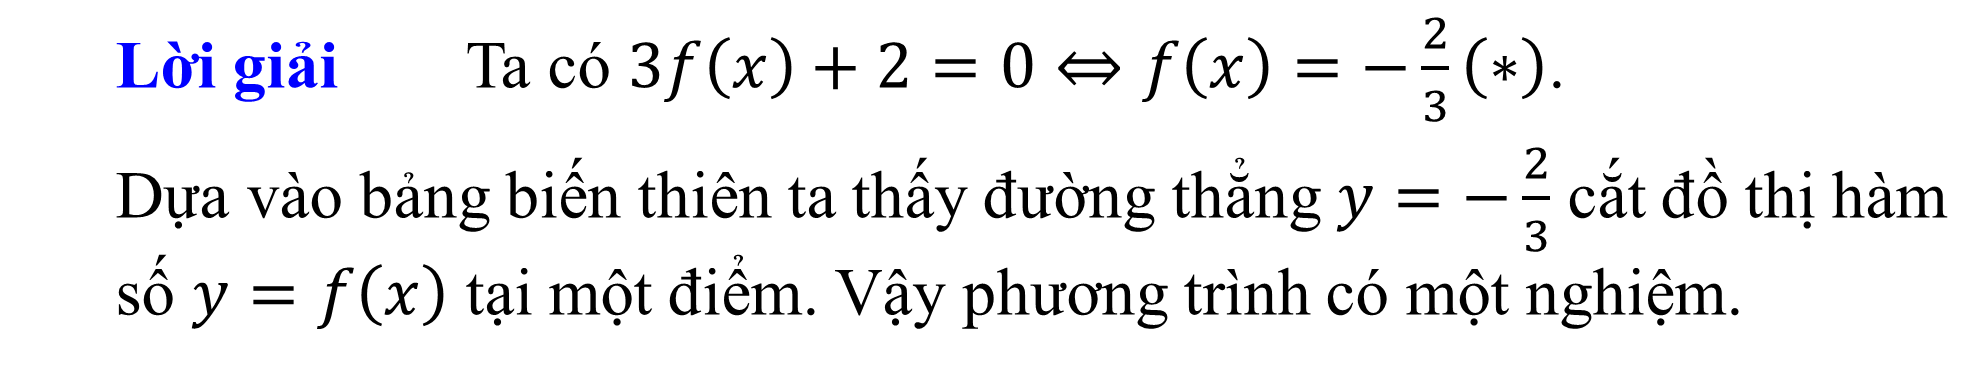 Lời giải Ta có 3f(x) + 2 = 0 ⇔ f(x) = −2/3 (∗).
Dựa vào bảng biến thiên ta thấy đường thẳng y = −2/3 cắt đồ thị hàm
số y = f(x) tại một điểm. Vậy phương trình có một nghiệm.